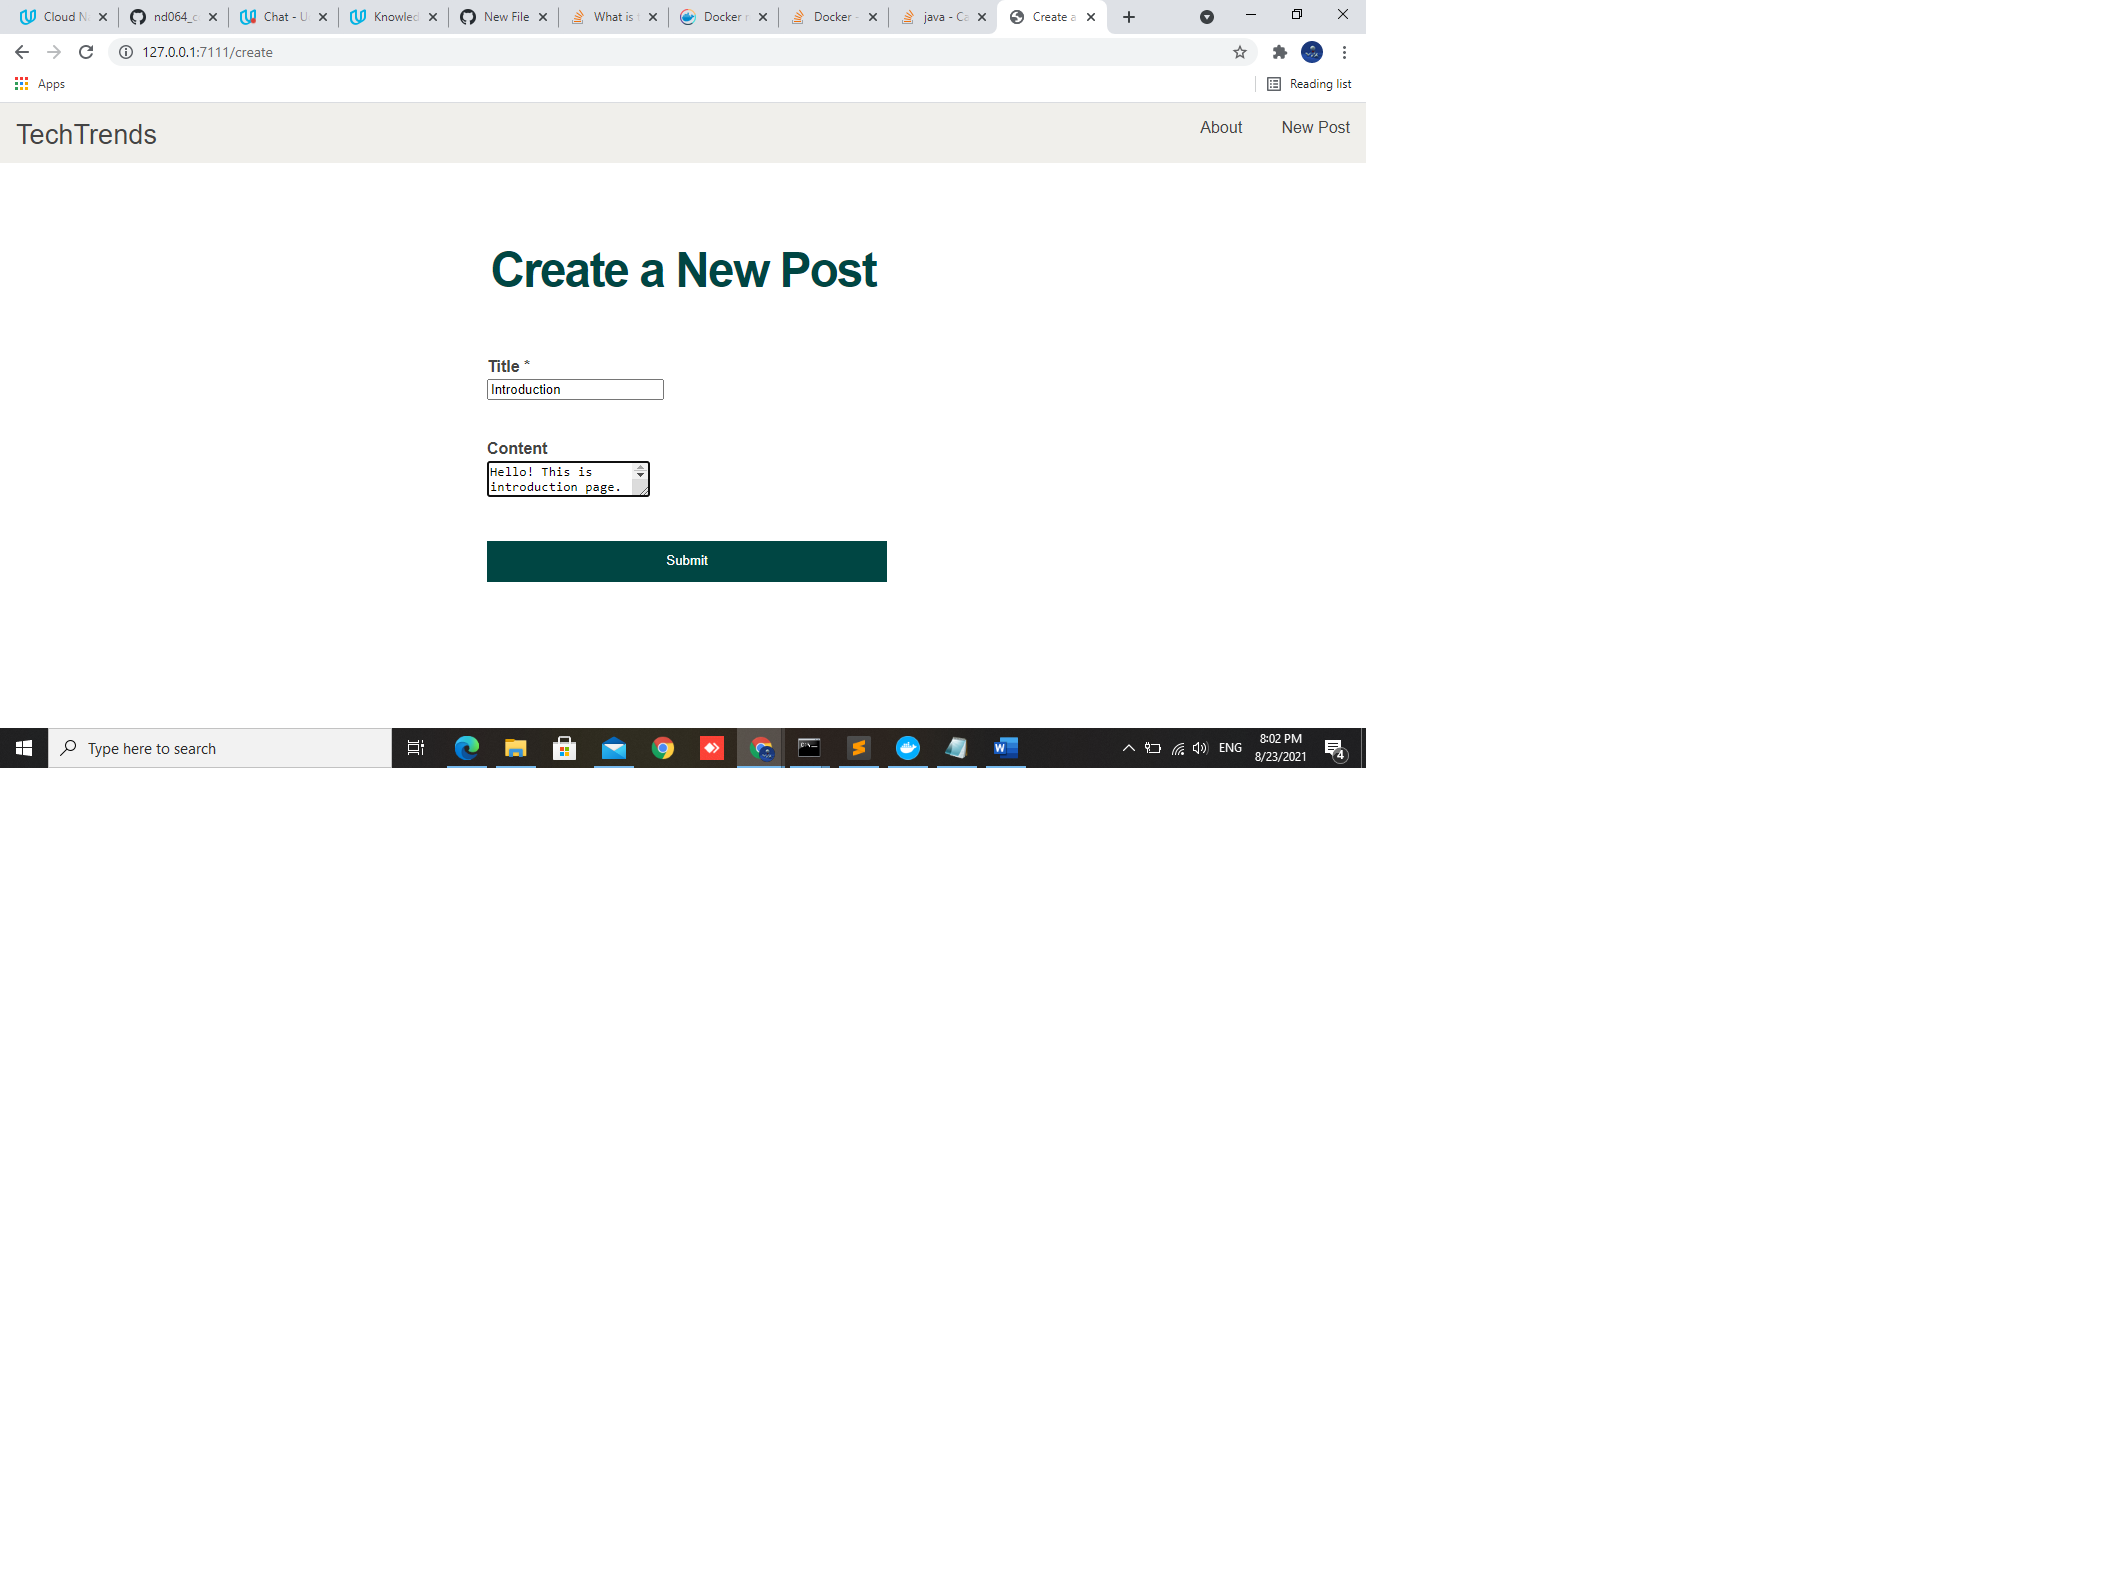 Cloud N
nd064_c
Chat - U
Knowled
New File
What is
Docker
Docker -
java - Ca
Create a
127.0.0.1:7111/create
Apps
Reading list
TechTrends
About
New Post
Create a New Post
Title *
Introduction
Content
Hello! This is
introduction page.
Submit
Type here to search
ENG
8:02 PM
8/23/2021
4